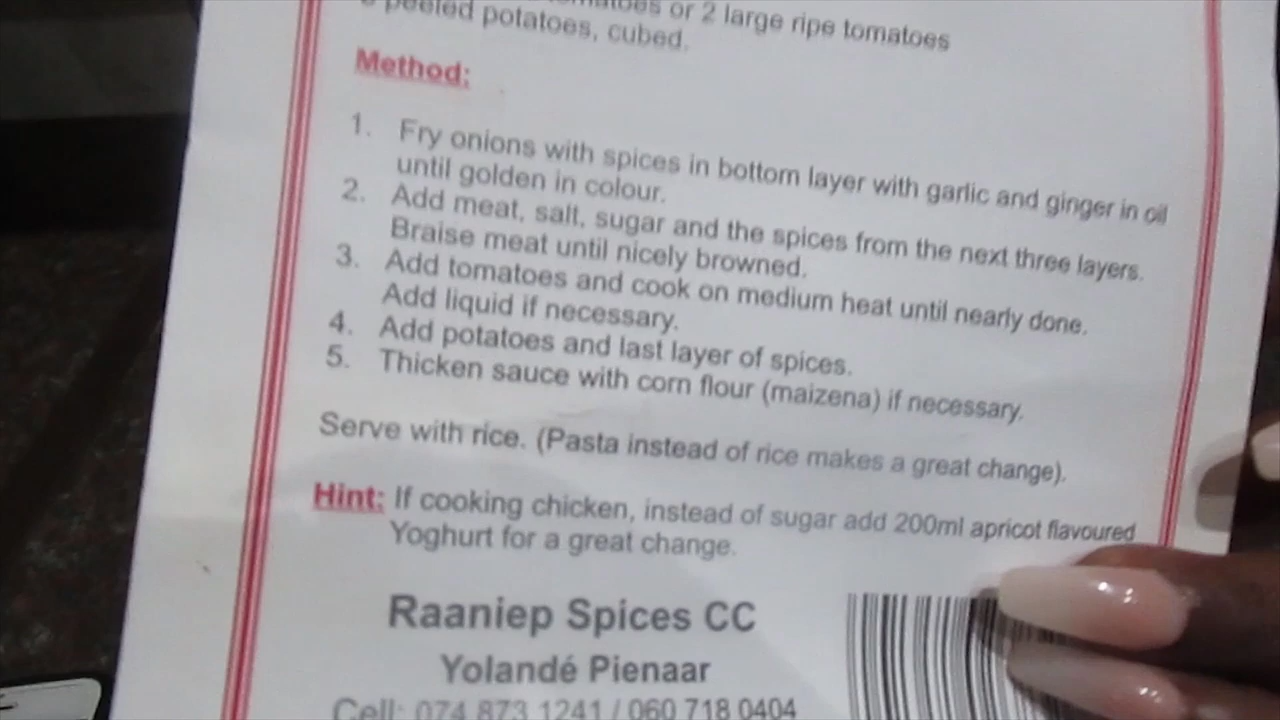 or 2 large ripe tomatoes
peeled potatoes, cubed.
Method:
1. Fry onions with spices in bottom layer with garlic and ginger in oil
until golden in colour.
2. Add meat, salt, sugar and the spices from the next three layers.
Braise meat until nicely browned.
3. Add tomatoes and cook on medium heat until nearly done.
Add liquid if necessary.
4. Add potatoes and last layer of spices.
5. Thicken sauce with corn flour (maizena) if necessary.
Serve with rice. (Pasta instead of rice makes a great change).
Hint: If cooking chicken, instead of sugar add 200ml apricot flavoured
Yoghurt for a great change.
Raaniep Spices CC
Yolandé Pienaar
Cell: 074 873 1241 / 060 718 0404